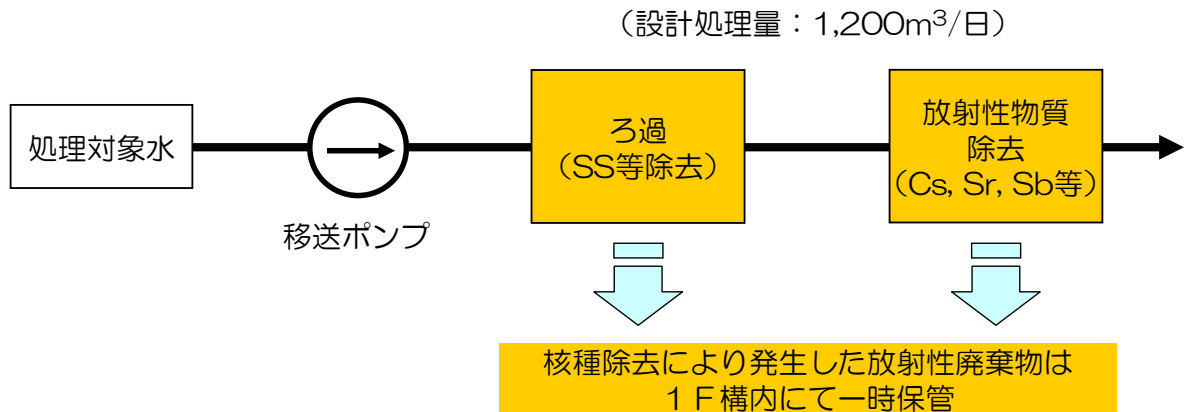 （設計処理量：1,200m³/日）
処理対象水
移送ポンプ
ろ過
（SS等除去）
放射性物質
除去
（Cs, Sr, Sb等）
核種除去により発生した放射性廃棄物は
１Ｆ構内にて一時保管